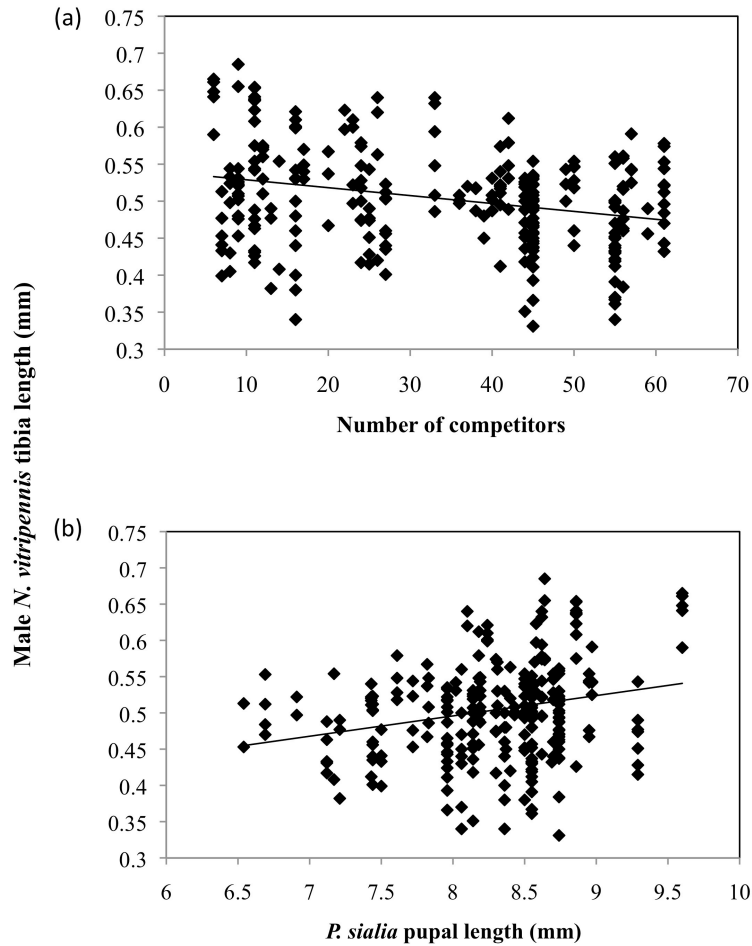 (a)
0.75
0.7
0.65
0.6
0.55
0.5
0.45
0.4
0.35
0.3
0 10 20 30 40 50 60 70
Number of competitors
Male N. vitripennis tibia length (mm)
(b)
0.75
0.7
0.65
0.6
0.55
0.5
0.45
0.4
0.35
0.3
6 6.5 7 7.5 8 8.5 9 9.5 10
P. sialia pupal length (mm)